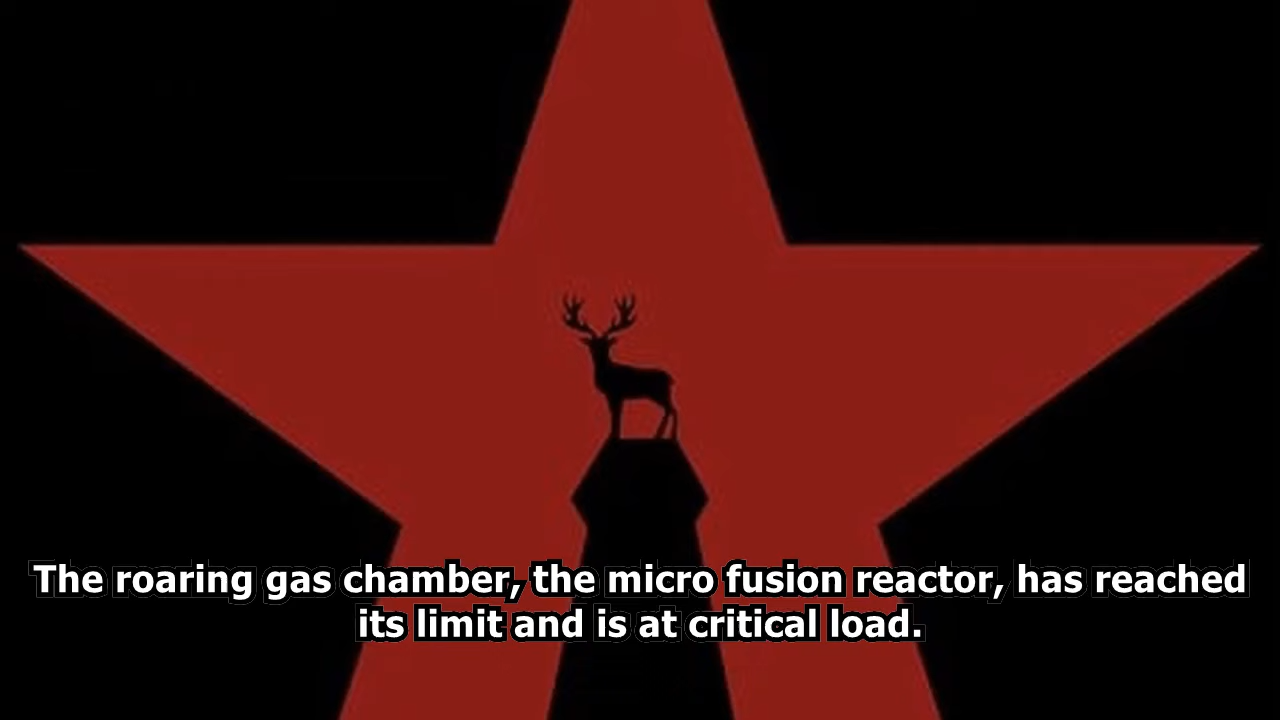 The roaring gas chamber, the micro fusion reactor, has reached
its limit and is at critical load.